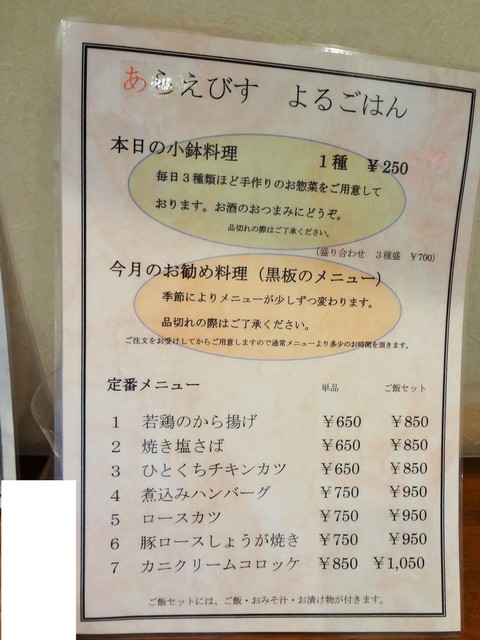 あらえびす よるごはん
本日の小鉢料理 1種 ￥250
毎日3種類ほど手作りのお惣菜をご用意して
おります。お酒のおつまみにどうぞ。
品切れの際はご了承ください。
(盛り合わせ 3種盛 ￥700)
今月のお勧め料理（黒板のメニュー）
季節によりメニューが少しずつ変わります。
品切れの際はご了承ください。
ご注文をお受けしてからご用意しますので通常メニューより多少のお時間を頂きます。
定番メニュー 単品 ご飯セット
1 若鶏のから揚げ ￥650 ￥850
2 焼き塩さば ￥650 ￥850
3 ひとくちチキンカツ ￥650 ￥850
4 煮込みハンバーグ ￥750 ￥950
5 ロースカツ ￥750 ￥950
6 豚ロースしょうが焼き ￥750 ￥950
7 カニクリームコロッケ ￥850 ￥1,050
ご飯セットには、ご飯・おみそ汁・お漬け物が付きます。